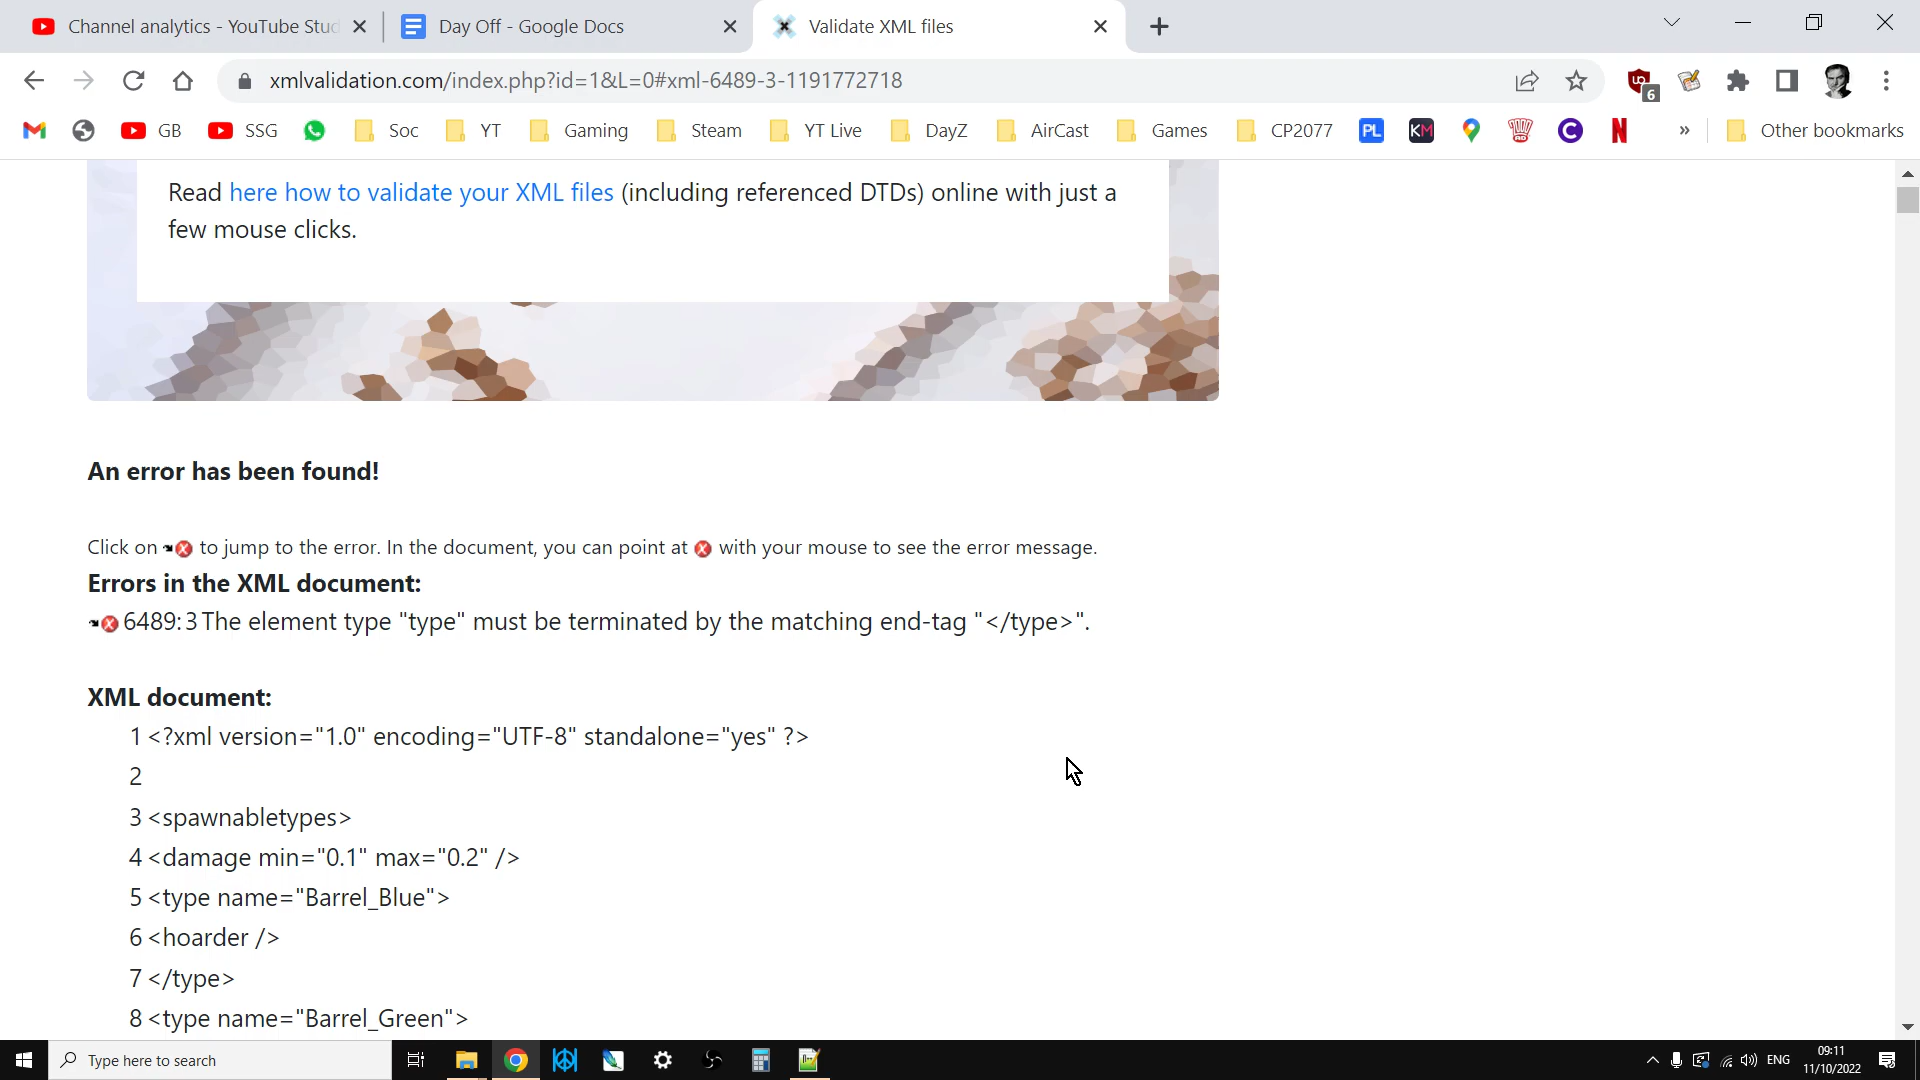 Channel analytics - YouTube Stud
Day Off - Google Docs
Validate XML files
xmlvalidation.com/index.php?id=1&L=0#xml-6489-3-1191772718
6
GB
SSG
Soc
YT
Gaming
Steam
YT Live
DayZ
AirCast
Games
CP2077
PL
KM
»
Other bookmarks
Read here how to validate your XML files (including referenced DTDs) online with just a
few mouse clicks.
An error has been found!
Click on to jump to the error. In the document, you can point at with your mouse to see the error message.
Errors in the XML document:
6489: 3 The element type "type" must be terminated by the matching end-tag "</type>".
XML document:
1 <?xml version="1.0" encoding="UTF-8" standalone="yes" ?>
2
3 <spawnabletypes>
4 <damage min="0.1" max="0.2" />
5 <type name="Barrel_Blue">
6 <hoarder />
7 </type>
8 <type name="Barrel_Green">
Type here to search
ENG
09:11
11/10/2022